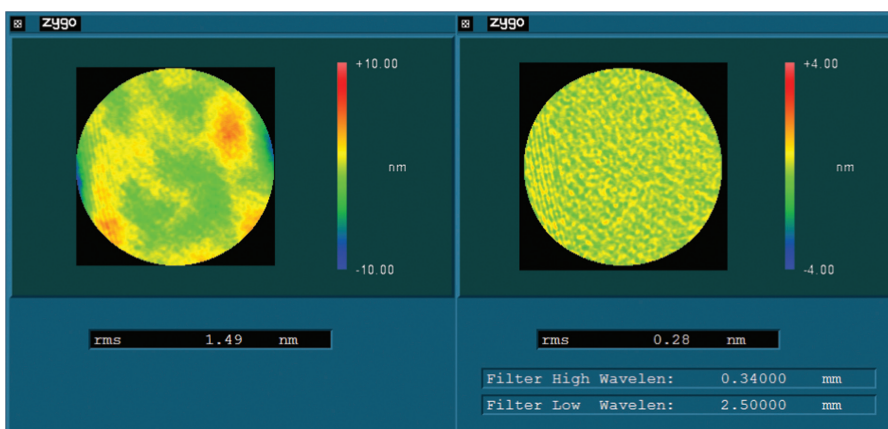 zygo
+10.00
nm
-10.00
rms 1.49 nm
zygo
+4.00
nm
-4.00
rms 0.28 nm
Filter High Wavelen: 0.34000 mm
Filter Low Wavelen: 2.50000 mm